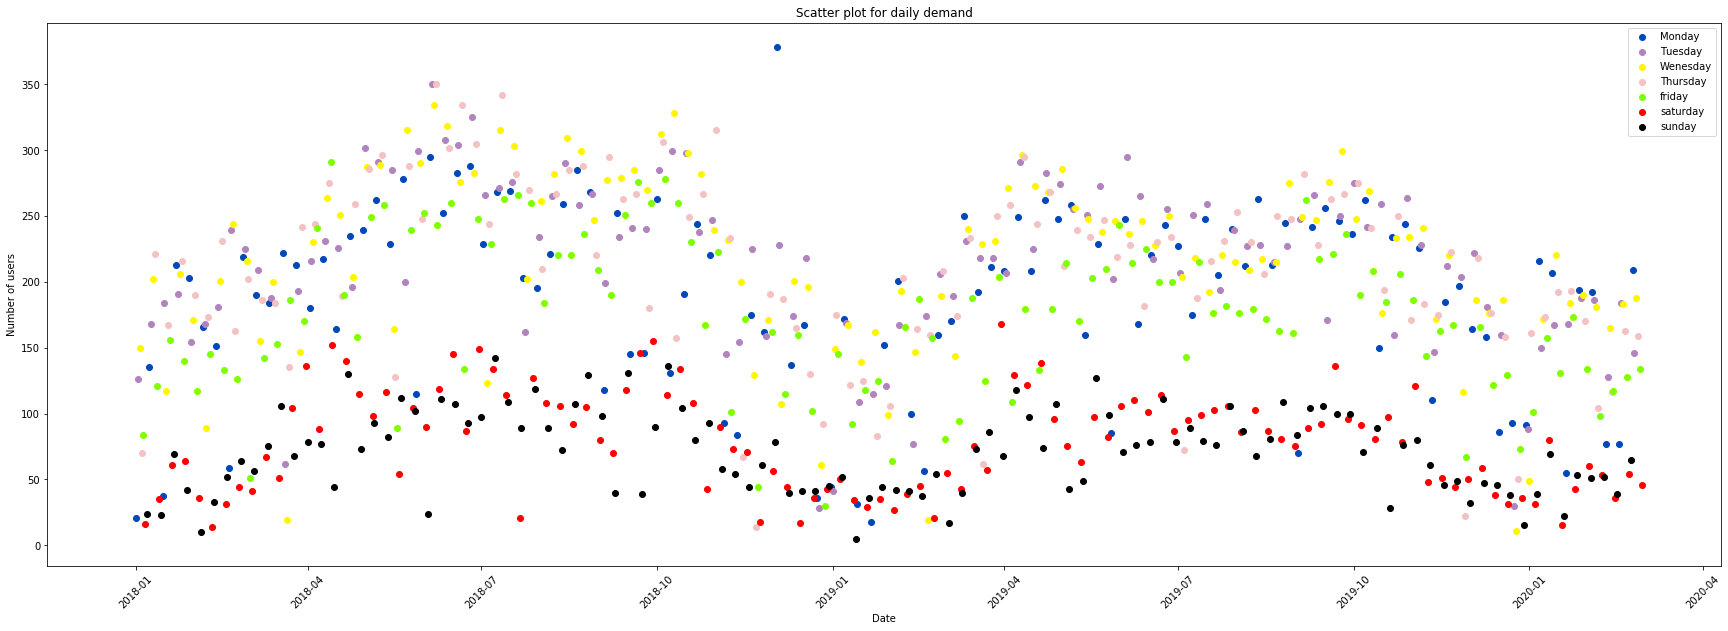 Scatter plot for daily demand
Monday
Tuesday
Wenesday
Thursday
friday
saturday
sunday
Number of users
350
300
250
200
150
100
50
0
2018-01
2018-04
2018-07
2018-10
2019-01
2019-04
2019-07
2019-10
2020-01
2020-04
Date